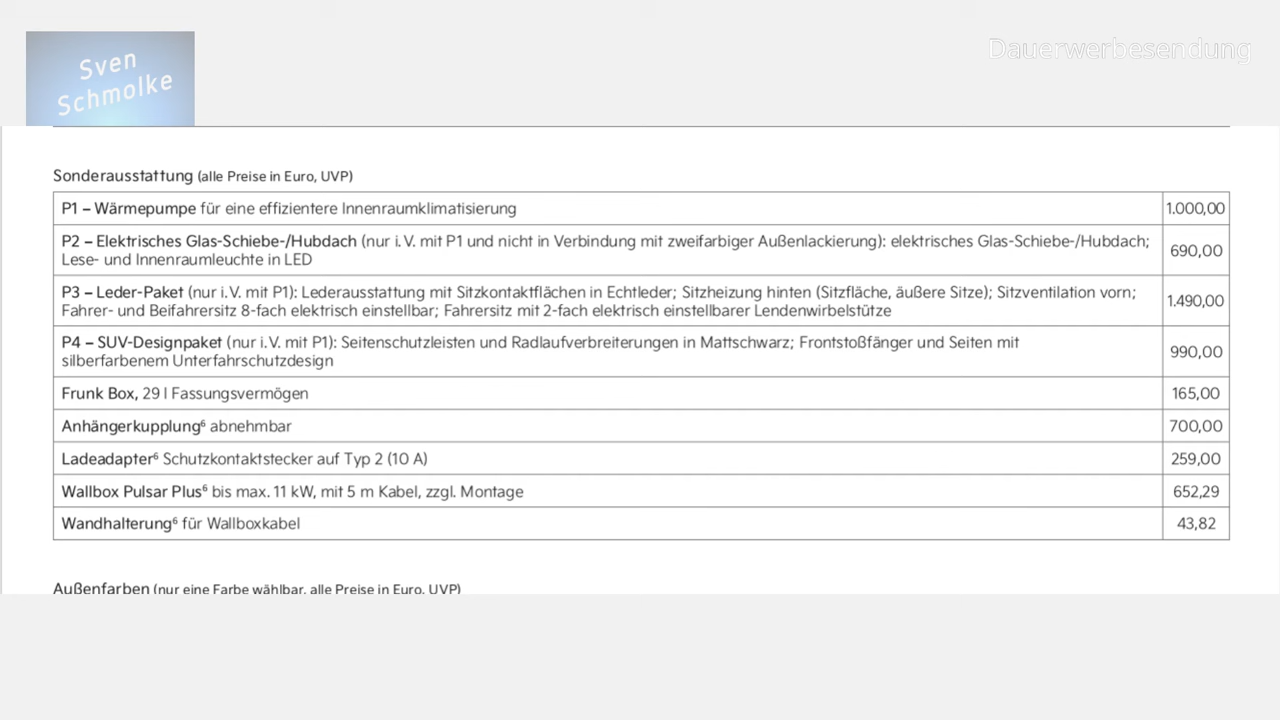 Sven
Schmolke
Dauerwerbesendung
Sonderausstattung (alle Preise in Euro, UVP)
P1 – Wärmepumpe für eine effizientere Innenraumklimatisierung 1.000,00
P2 – Elektrisches Glas-Schiebe-/Hubdach (nur i. V. mit P1 und nicht in Verbindung mit zweifarbiger Außenlackierung): elektrisches Glas-Schiebe-/Hubdach;
Lese- und Innenraumleuchte in LED
690,00
P3 – Leder-Paket (nur i. V. mit P1): Lederausstattung mit Sitzkontaktflächen in Echtleder; Sitzheizung hinten (Sitzfläche, äußere Sitze); Sitzventilation vorn;
Fahrer- und Beifahrersitz 8-fach elektrisch einstellbar; Fahrersitz mit 2-fach elektrisch einstellbarer Lendenwirbelstütze
1.490,00
P4 – SUV-Designpaket (nur i. V. mit P1): Seitenschutzleisten und Radlaufverbreiterungen in Mattschwarz; Frontstoßfänger und Seiten mit
silberfarbenem Unterfahrschutzdesign
990,00
Frunk Box, 29 l Fassungsvermögen 165,00
Anhängerkupplung⁶ abnehmbar 700,00
Ladeadapter⁶ Schutzkontaktstecker auf Typ 2 (10 A) 259,00
Wallbox Pulsar Plus⁶ bis max. 11 kW, mit 5 m Kabel, zzgl. Montage 652,29
Wandhalterung⁶ für Wallboxkabel 43,82
Außenfarben (nur eine Farbe wählbar, alle Preise in Euro, UVP)